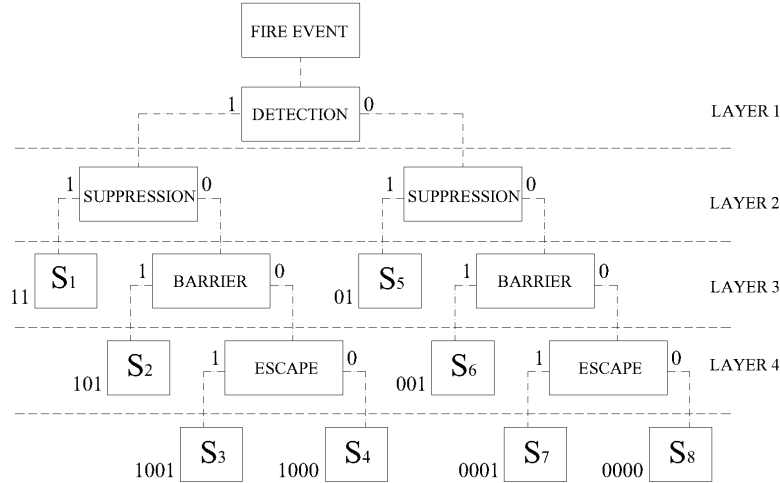 FIRE EVENT
1 DETECTION 0 LAYER 1
1 SUPPRESSION 0 1 SUPPRESSION 0 LAYER 2
11 S1 1 BARRIER 0 01 S5 1 BARRIER 0 LAYER 3
101 S2 1 ESCAPE 0 001 S6 1 ESCAPE 0 LAYER 4
1001 S3 1000 S4 0001 S7 0000 S8